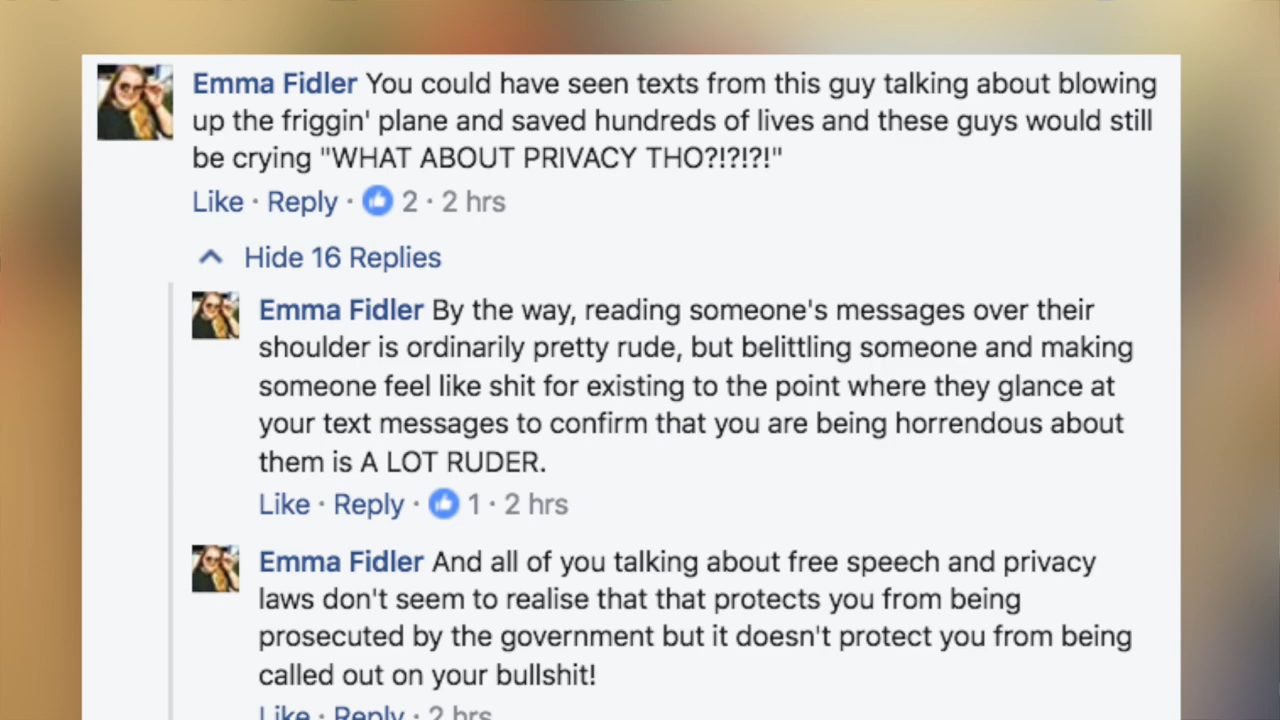 Emma Fidler You could have seen texts from this guy talking about blowing
up the friggin' plane and saved hundreds of lives and these guys would still
be crying "WHAT ABOUT PRIVACY THO?!?!?!"
Like · Reply · 2 · 2 hrs
Hide 16 Replies
Emma Fidler By the way, reading someone's messages over their
shoulder is ordinarily pretty rude, but belittling someone and making
someone feel like shit for existing to the point where they glance at
your text messages to confirm that you are being horrendous about
them is A LOT RUDER.
Like · Reply · 1 · 2 hrs
Emma Fidler And all of you talking about free speech and privacy
laws don't seem to realise that that protects you from being
prosecuted by the government but it doesn't protect you from being
called out on your bullshit!
Like · Reply · 2 hrs